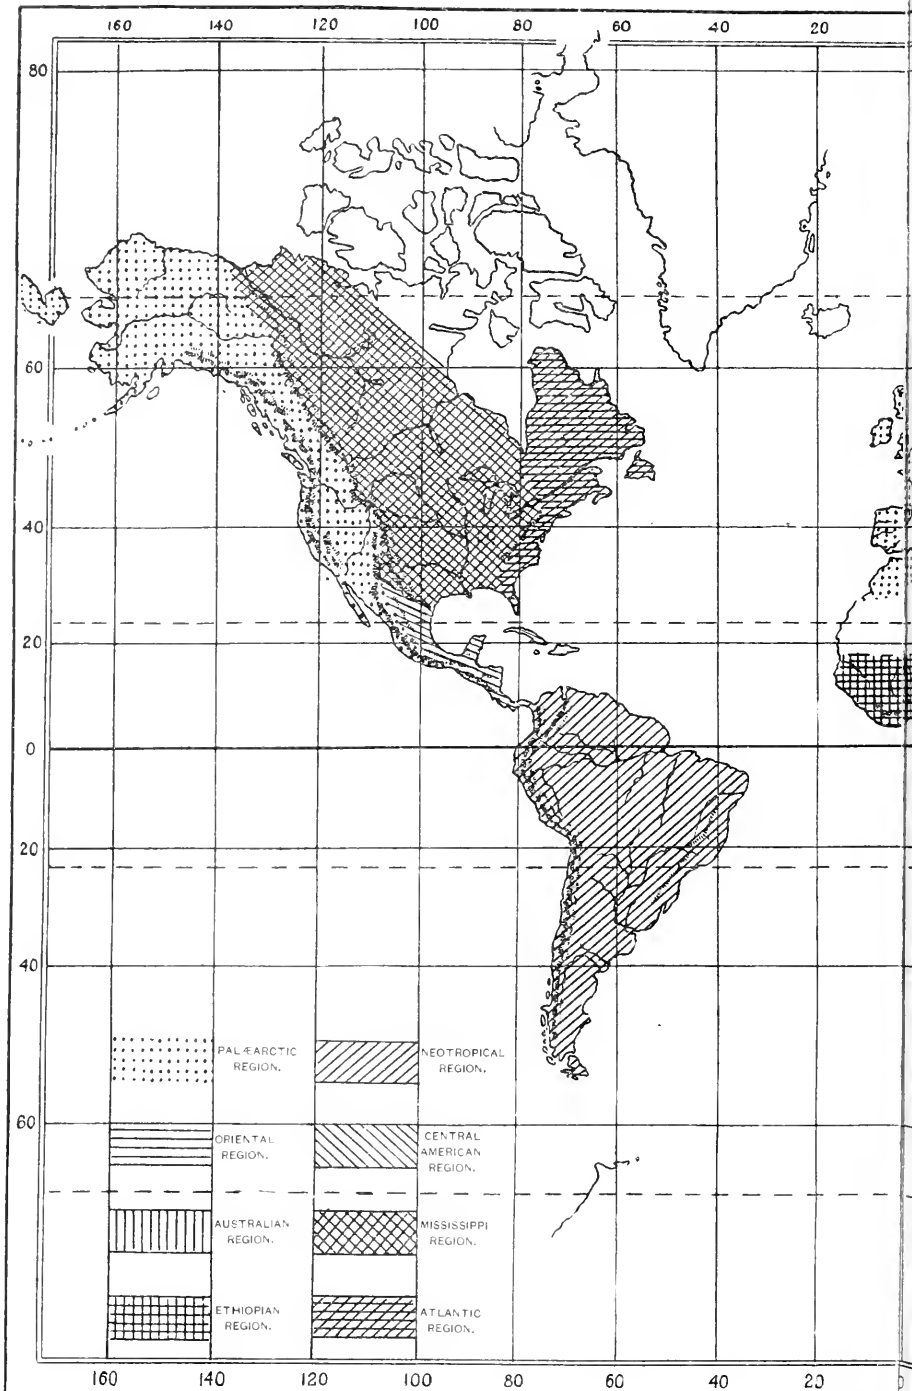 160 140 120 100 80 60 40 20
80
60
40
20
0
20
40
60
PALÆARCTIC
REGION.
NEOTROPICAL
REGION.
ORIENTAL
REGION.
CENTRAL
AMERICAN
REGION.
AUSTRALIAN
REGION.
MISSISSIPPI
REGION.
ETHIOPIAN
REGION.
ATLANTIC
REGION.
160 140 120 100 80 60 40 20 0